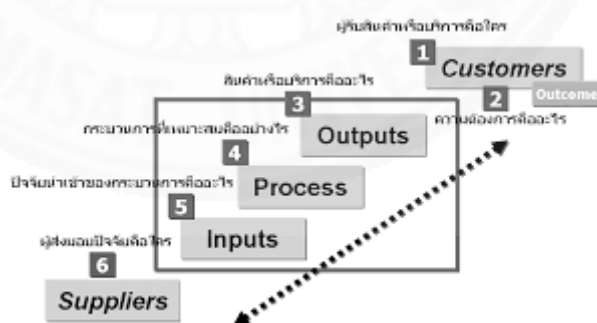 ผู้รับสินค้าหรือบริการคือใคร
1
Customers
Outcome
2
ความต้องการคืออะไร
สินค้าหรือบริการคืออะไร
3
Outputs
กระบวนการที่เหมาะสมคืออย่างไร
4
Process
ปัจจัยนำเข้าของกระบวนการคืออะไร
5
Inputs
ผู้ส่งมอบปัจจัยคือใคร
6
Suppliers